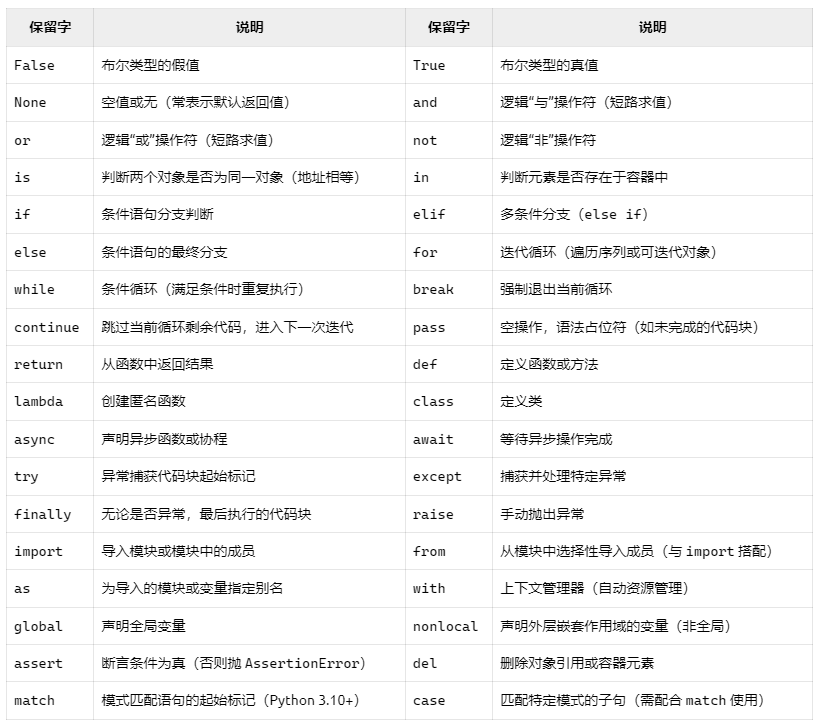 保留字 说明 保留字 说明
False 布尔类型的假值 True 布尔类型的真值
None 空值或无（常表示默认返回值） and 逻辑“与”操作符（短路求值）
or 逻辑“或”操作符（短路求值） not 逻辑“非”操作符
is 判断两个对象是否为同一对象（地址相等） in 判断元素是否存在于容器中
if 条件语句分支判断 elif 多条件分支（else if）
else 条件语句的最终分支 for 迭代循环（遍历序列或可迭代对象）
while 条件循环（满足条件时重复执行） break 强制退出当前循环
continue 跳过当前循环剩余代码，进入下一次迭代 pass 空操作，语法占位符（如未完成的代码块）
return 从函数中返回结果 def 定义函数或方法
lambda 创建匿名函数 class 定义类
async 声明异步函数或协程 await 等待异步操作完成
try 异常捕获代码块起始标记 except 捕获并处理特定异常
finally 无论是否异常，最后执行的代码块 raise 手动抛出异常
import 导入模块或模块中的成员 from 从模块中选择性导入成员（与 import 搭配）
as 为导入的模块或变量指定别名 with 上下文管理器（自动资源管理）
global 声明全局变量 nonlocal 声明外层嵌套作用域的变量（非全局）
assert 断言条件为真（否则抛 AssertionError） del 删除对象引用或容器元素
match 模式匹配语句的起始标记（Python 3.10+） case 匹配特定模式的子句（需配合 match 使用）